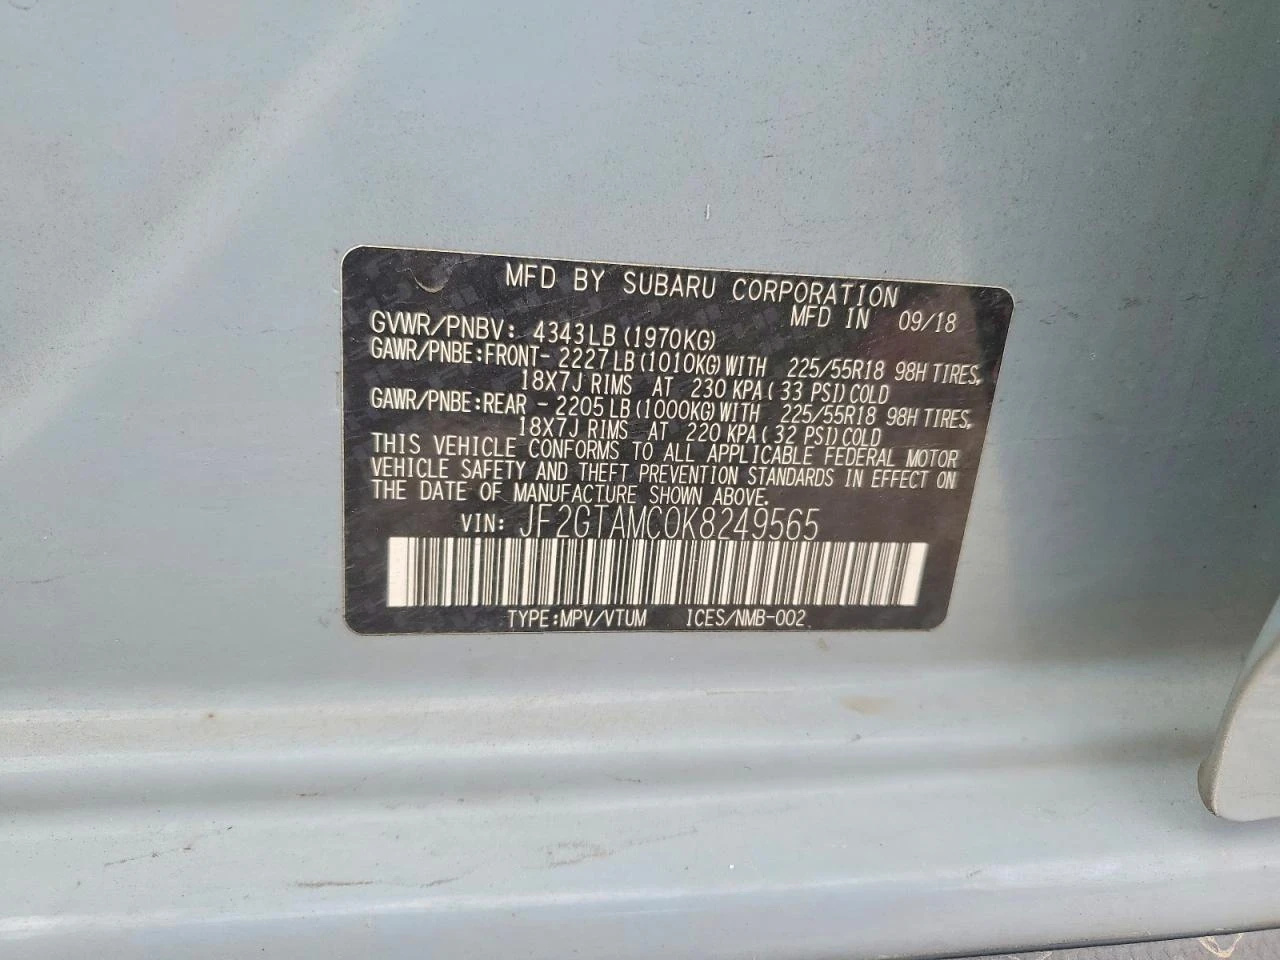 MFD BY SUBARU CORPORATION
MFD IN 09/18
GVWR/PNBV: 4343LB (1970KG)
GAWR/PNBE:FRONT- 2227LB(1010KG)WITH 225/55R18 98H TIRES,
18X7J RIMS AT 230 KPA( 33 PSI)COLD
GAWR/PNBE:REAR - 2205LB(1000KG)WITH 225/55R18 98H TIRES,
18X7J RIMS AT 220 KPA( 32 PSI)COLD
THIS VEHICLE CONFORMS TO ALL APPLICABLE FEDERAL MOTOR
VEHICLE SAFETY AND THEFT PREVENTION STANDARDS IN EFFECT ON
THE DATE OF MANUFACTURE SHOWN ABOVE.
VIN: JF2GTAMC0K8249565
TYPE:MPV/VTUM ICES/NMB-002